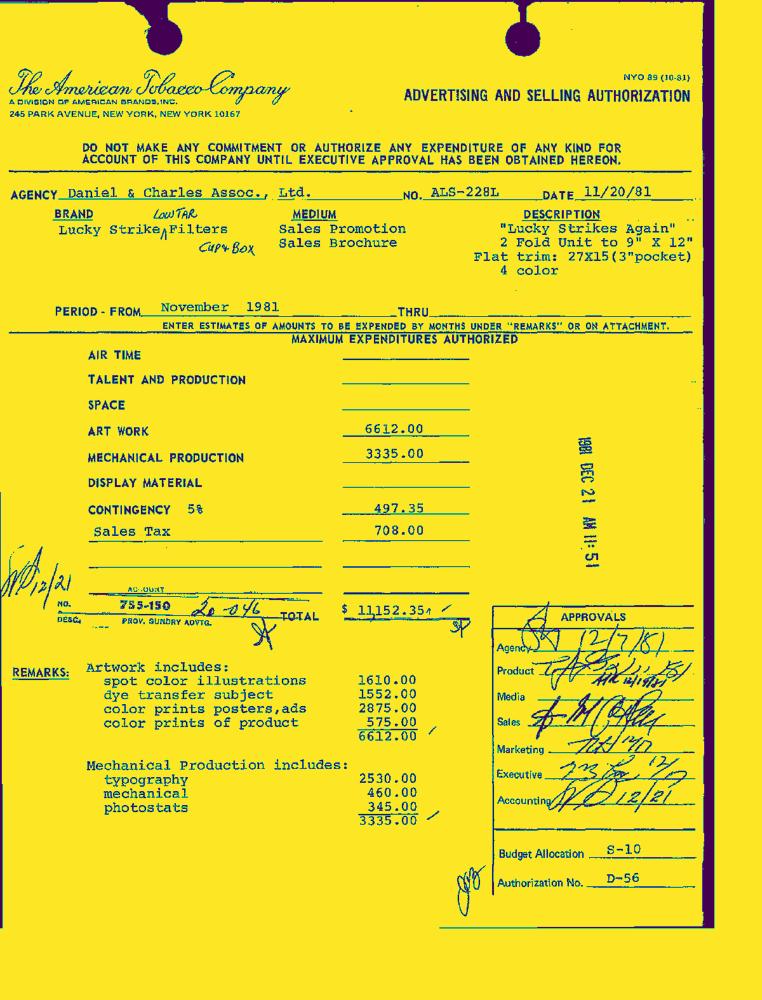 NYO 89 (10-81)
The American Tobacco Company
A DIVISION OF AMERICAN BRANDS, INC.
245 PARK AVENUE, NEW YORK, NEW YORK 10167
ADVERTISING AND SELLING AUTHORIZATION
DO NOT MAKE ANY COMMITMENT OR AUTHORIZE ANY EXPENDITURE OF ANY KIND FOR
ACCOUNT OF THIS COMPANY UNTIL EXECUTIVE APPROVAL HAS BEEN OBTAINED HEREON.
AGENCY Daniel & Charles Assoc., Ltd. NO. ALS-228L DATE 11/20/81
BRAND LOW TAR MEDIUM DESCRIPTION
Lucky Strike Filters Sales Promotion "Lucky Strikes Again"
CUP & BOX Sales Brochure 2 Fold Unit to 9" X 12"
Flat trim: 27X15(3"pocket)
4 color
PERIOD - FROM November 1981 THRU
ENTER ESTIMATES OF AMOUNTS TO BE EXPENDED BY MONTHS UNDER "REMARKS" OR ON ATTACHMENT.
MAXIMUM EXPENDITURES AUTHORIZED
AIR TIME
TALENT AND PRODUCTION
SPACE
ART WORK 6612.00
MECHANICAL PRODUCTION 3335.00
DISPLAY MATERIAL
CONTINGENCY 5% 497.35
Sales Tax 708.00
1981 DEC 21 AM 11:51
12/21
ACCOUNT
NO. 755-150 20-046 TOTAL $ 11,152.35
DESC. PROV. SUNDRY ADVTG.
APPROVALS
Agency 12/7/81
Product
Media
Sales
Marketing
Executive
Accounting 12/21
Budget Allocation S-10
Authorization No. D-56
REMARKS: Artwork includes:
spot color illustrations 1610.00
dye transfer subject 1552.00
color prints posters,ads 2875.00
color prints of product 575.00
6612.00
Mechanical Production includes:
typography 2530.00
mechanical 460.00
photostats 345.00
3335.00